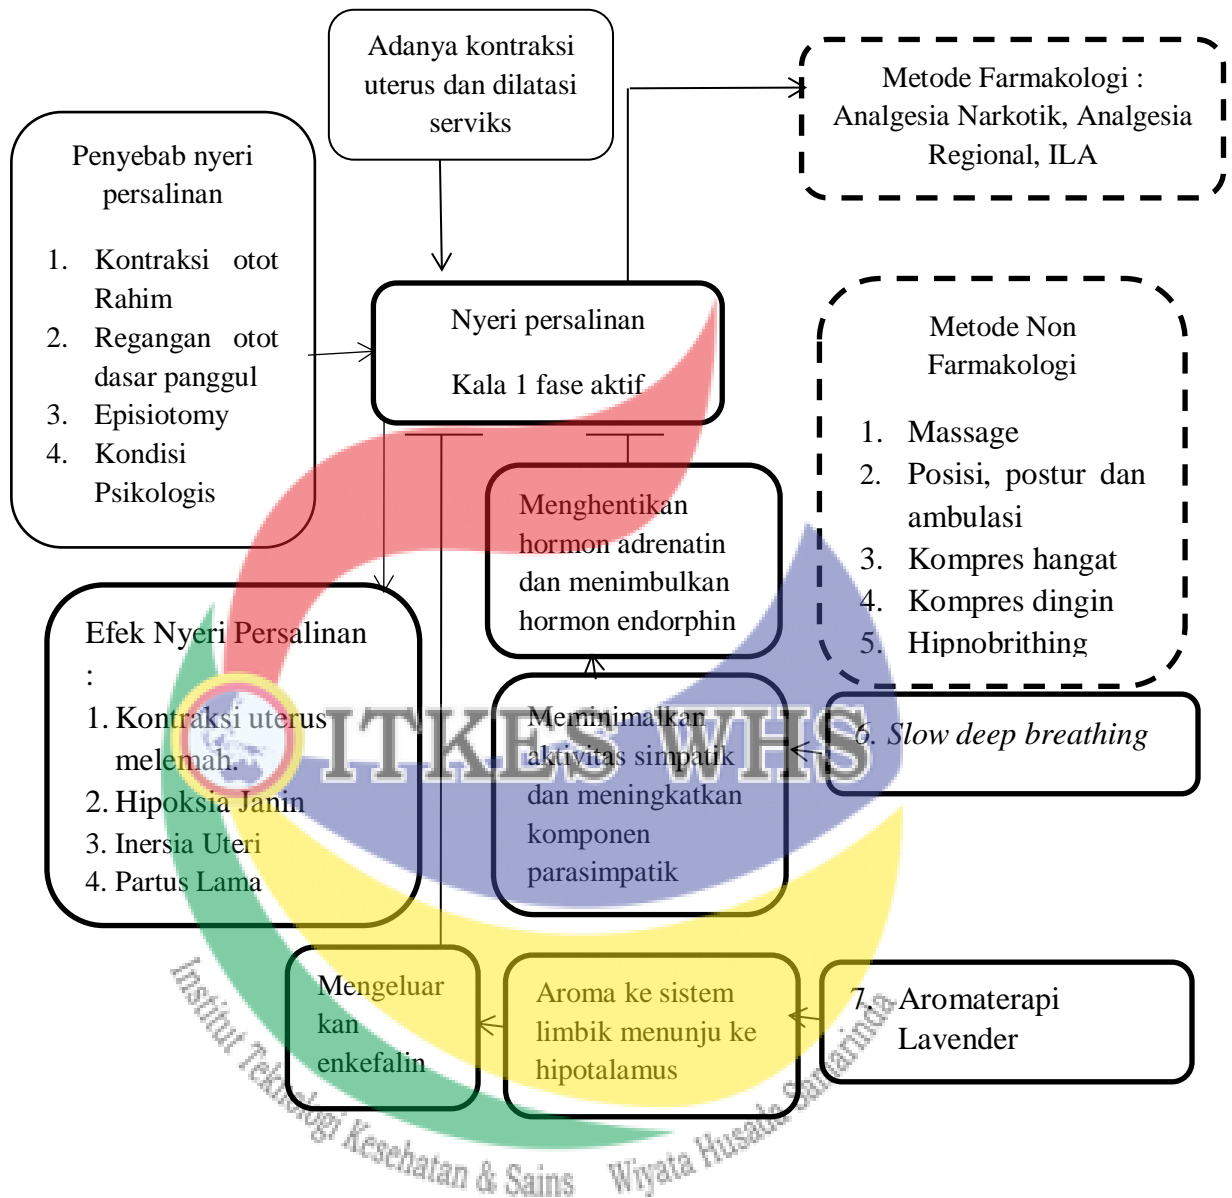 Adanya kontraksi
uterus dan dilatasi
serviks
Metode Farmakologi :
Analgesia Narkotik, Analgesia
Regional, ILA
Penyebab nyeri
persalinan
1. Kontraksi otot
Rahim
2. Regangan otot
dasar panggul
3. Episiotomy
4. Kondisi
Psikologis
Nyeri persalinan
Kala 1 fase aktif
Metode Non
Farmakologi
1. Massage
2. Posisi, postur dan
ambulasi
3. Kompres hangat
4. Kompres dingin
5. Hipnobrithing
6. Slow deep breathing
7. Aromaterapi
Lavender
Menghentikan
hormon adrenatin
dan menimbulkan
hormon endorphin
Efek Nyeri Persalinan
:
1. Kontraksi uterus
melemah.
2. Hipoksia Janin
3. Inersia Uteri
4. Partus Lama
Meminimalkan
aktivitas simpatik
dan meningkatkan
komponen
parasimpatik
Mengeluar
kan
enkefalin
Aroma ke sistem
limbik menunju ke
hipotalamus
ITKES WHS
Institut Teknologi Kesehatan & Sains Wiyata Husada Samarinda